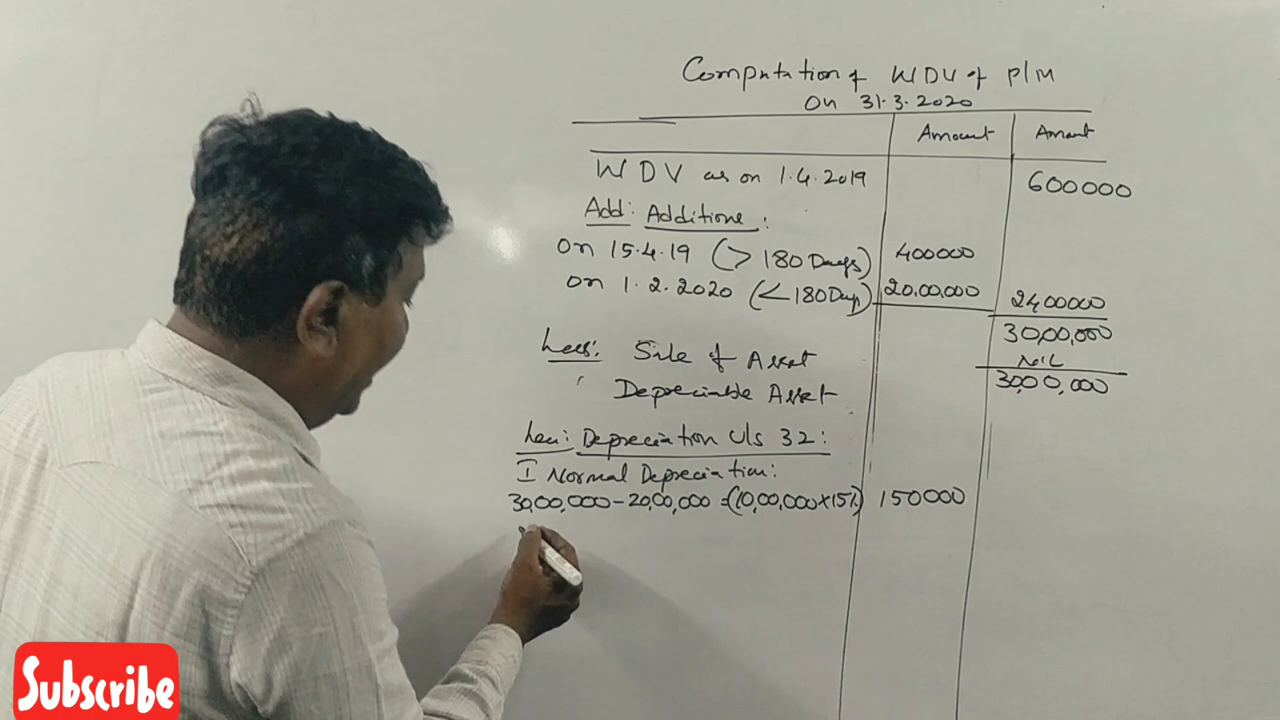 Computation of WDV of P/M
On 31.3.2020
Amount Amount
WDV as on 1.4.2019 600000
Add: Additions:
On 15.4.19 (> 180 Days) 400000
on 1.2.2020 (< 180 Days) 20,00,000 2400000
30,00,000
Less: Sale of Asset NIL
Depreciable Asset 30,00,000
Less: Depreciation U/s 32:
I Normal Depreciation:
30,00,000 - 20,00,000 = (10,00,000 × 15%) 150000
Subscribe